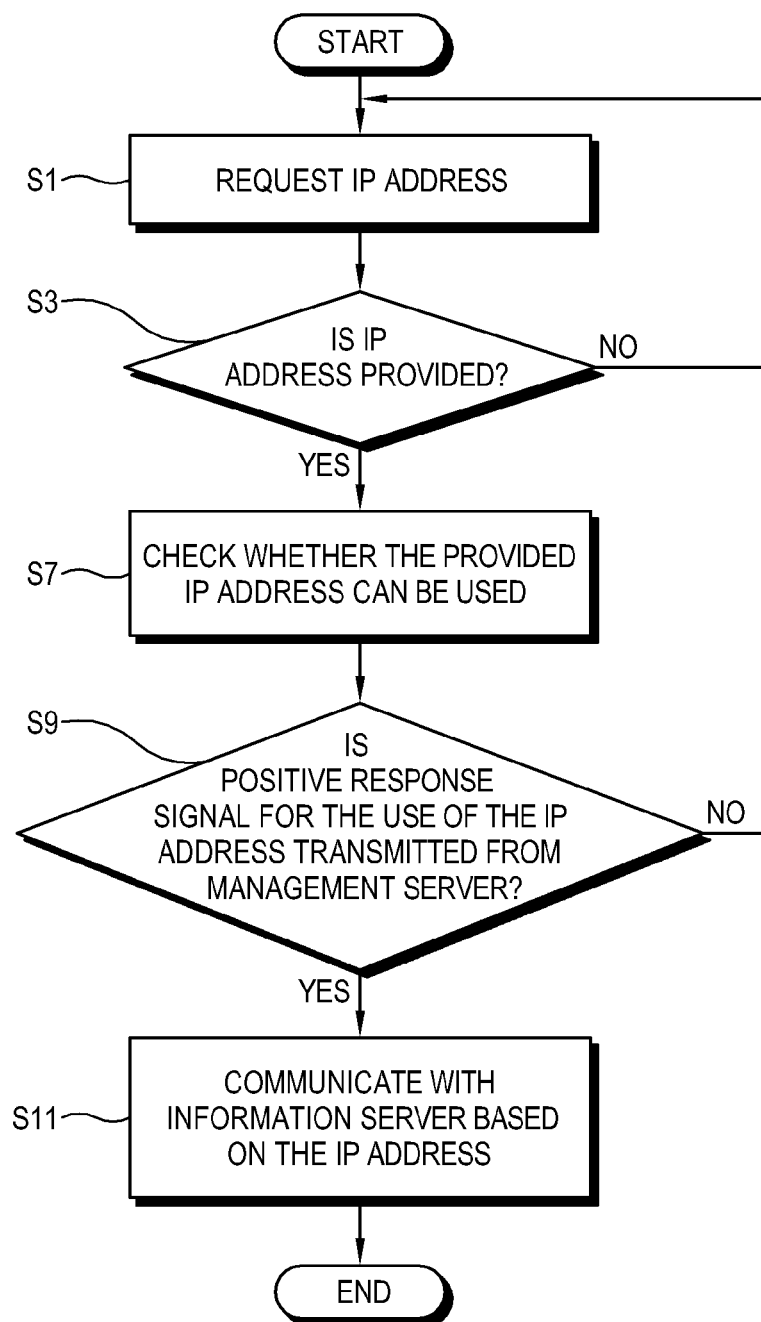 START
S1
REQUEST IP ADDRESS
S3
IS IP
ADDRESS PROVIDED?
NO
YES
S7
CHECK WHETHER THE PROVIDED
IP ADDRESS CAN BE USED
S9
IS
POSITIVE RESPONSE
SIGNAL FOR THE USE OF THE IP
ADDRESS TRANSMITTED FROM
MANAGEMENT SERVER?
NO
YES
S11
COMMUNICATE WITH
INFORMATION SERVER BASED
ON THE IP ADDRESS
END